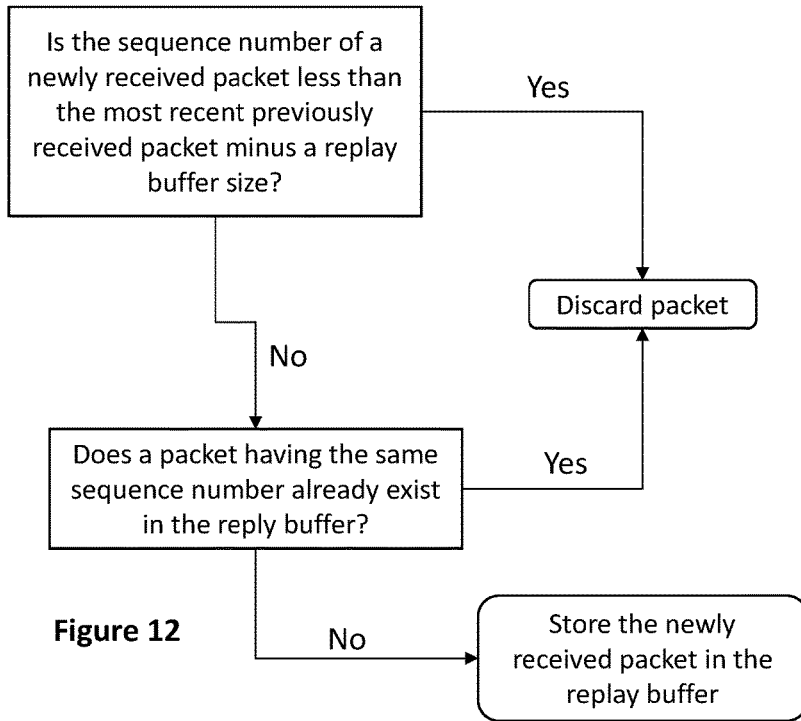 Is the sequence number of a
newly received packet less than
the most recent previously
received packet minus a replay
buffer size?
Yes
Discard packet
No
Does a packet having the same
sequence number already exist
in the reply buffer?
Yes
Figure 12
No
Store the newly
received packet in the
replay buffer